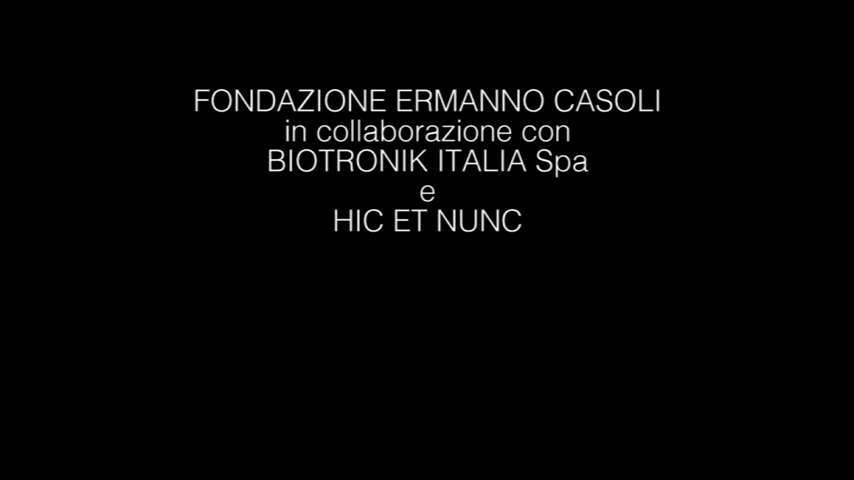 FONDAZIONE ERMANNO CASOLI
in collaborazione con
BIOTRONIK ITALIA Spa
e
HIC ET NUNC